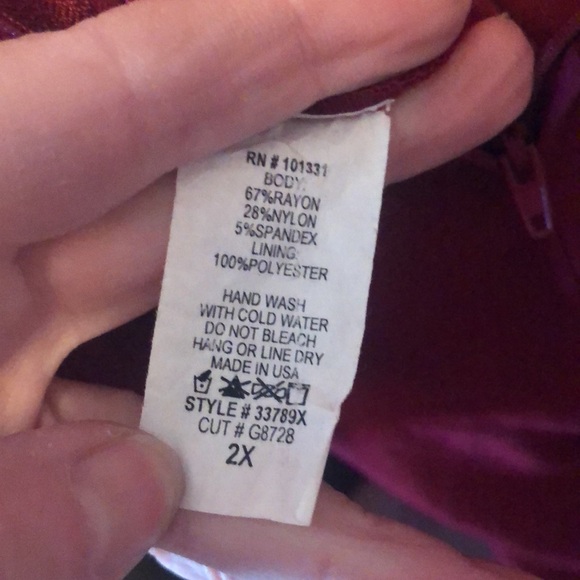 RN # 101331
BODY:
67%RAYON
28%NYLON
5%SPANDEX
LINING:
100%POLYESTER
HAND WASH
WITH COLD WATER
DO NOT BLEACH
HANG OR LINE DRY
MADE IN USA
STYLE # 33789X
CUT # G8728
2X